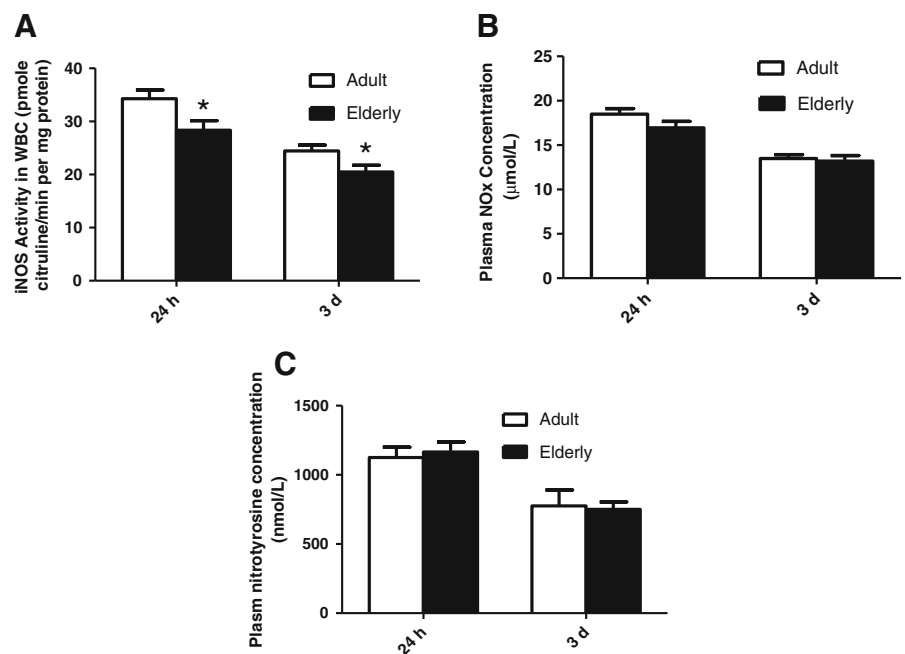 A
iNOS Activity in WBC (pmole
citruline/min per mg protein)
40
30
20
10
0
Adult
Elderly
*
*
24 h
3 d
B
Plasma NOx Concentration
(μmol/L)
25
20
15
10
5
0
Adult
Elderly
24 h
3 d
C
Plasm nitrotyrosine concentration
(nmol/L)
1500
1000
500
0
Adult
Elderly
24 h
3 d